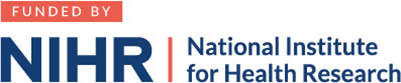 FUNDED BY
NIHR | National Institute
for Health Research